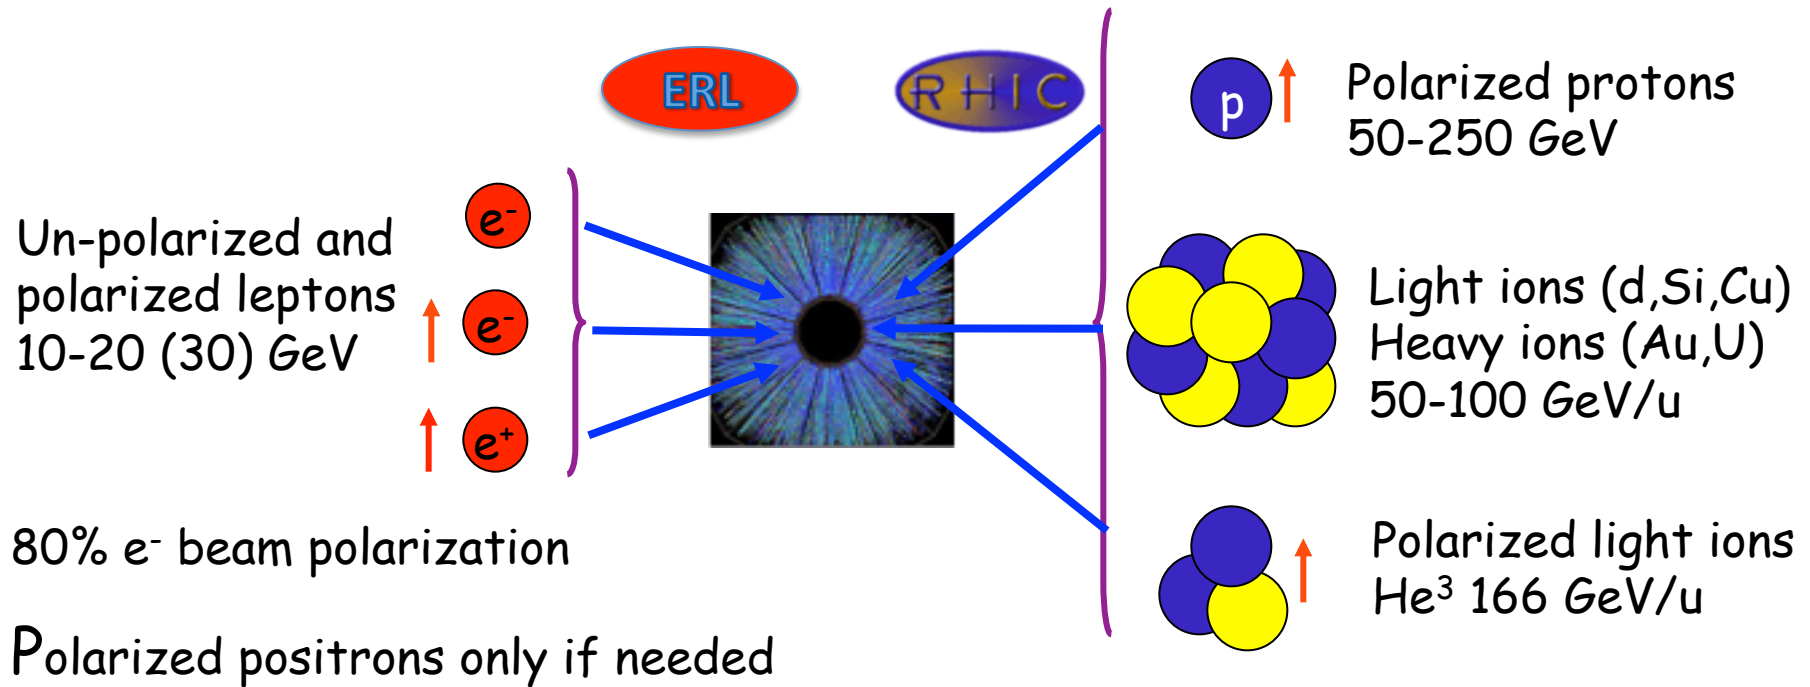 ERL
RHIC
p
Polarized protons
50-250 GeV
Un-polarized and
polarized leptons
10-20 (30) GeV
e⁻
e⁻
e⁺
Light ions (d,Si,Cu)
Heavy ions (Au,U)
50-100 GeV/u
80% e⁻ beam polarization
Polarized light ions
He³ 166 GeV/u
Polarized positrons only if needed